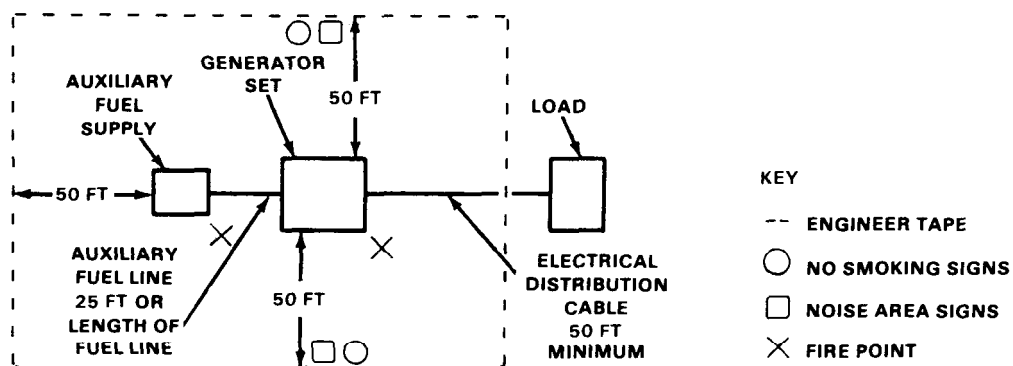 GENERATOR
SET
50 FT
AUXILIARY
FUEL
SUPPLY
LOAD
50 FT
AUXILIARY
FUEL LINE
25 FT OR
LENGTH OF
FUEL LINE
50 FT
ELECTRICAL
DISTRIBUTION
CABLE
50 FT
MINIMUM
KEY
ENGINEER TAPE
NO SMOKING SIGNS
NOISE AREA SIGNS
FIRE POINT